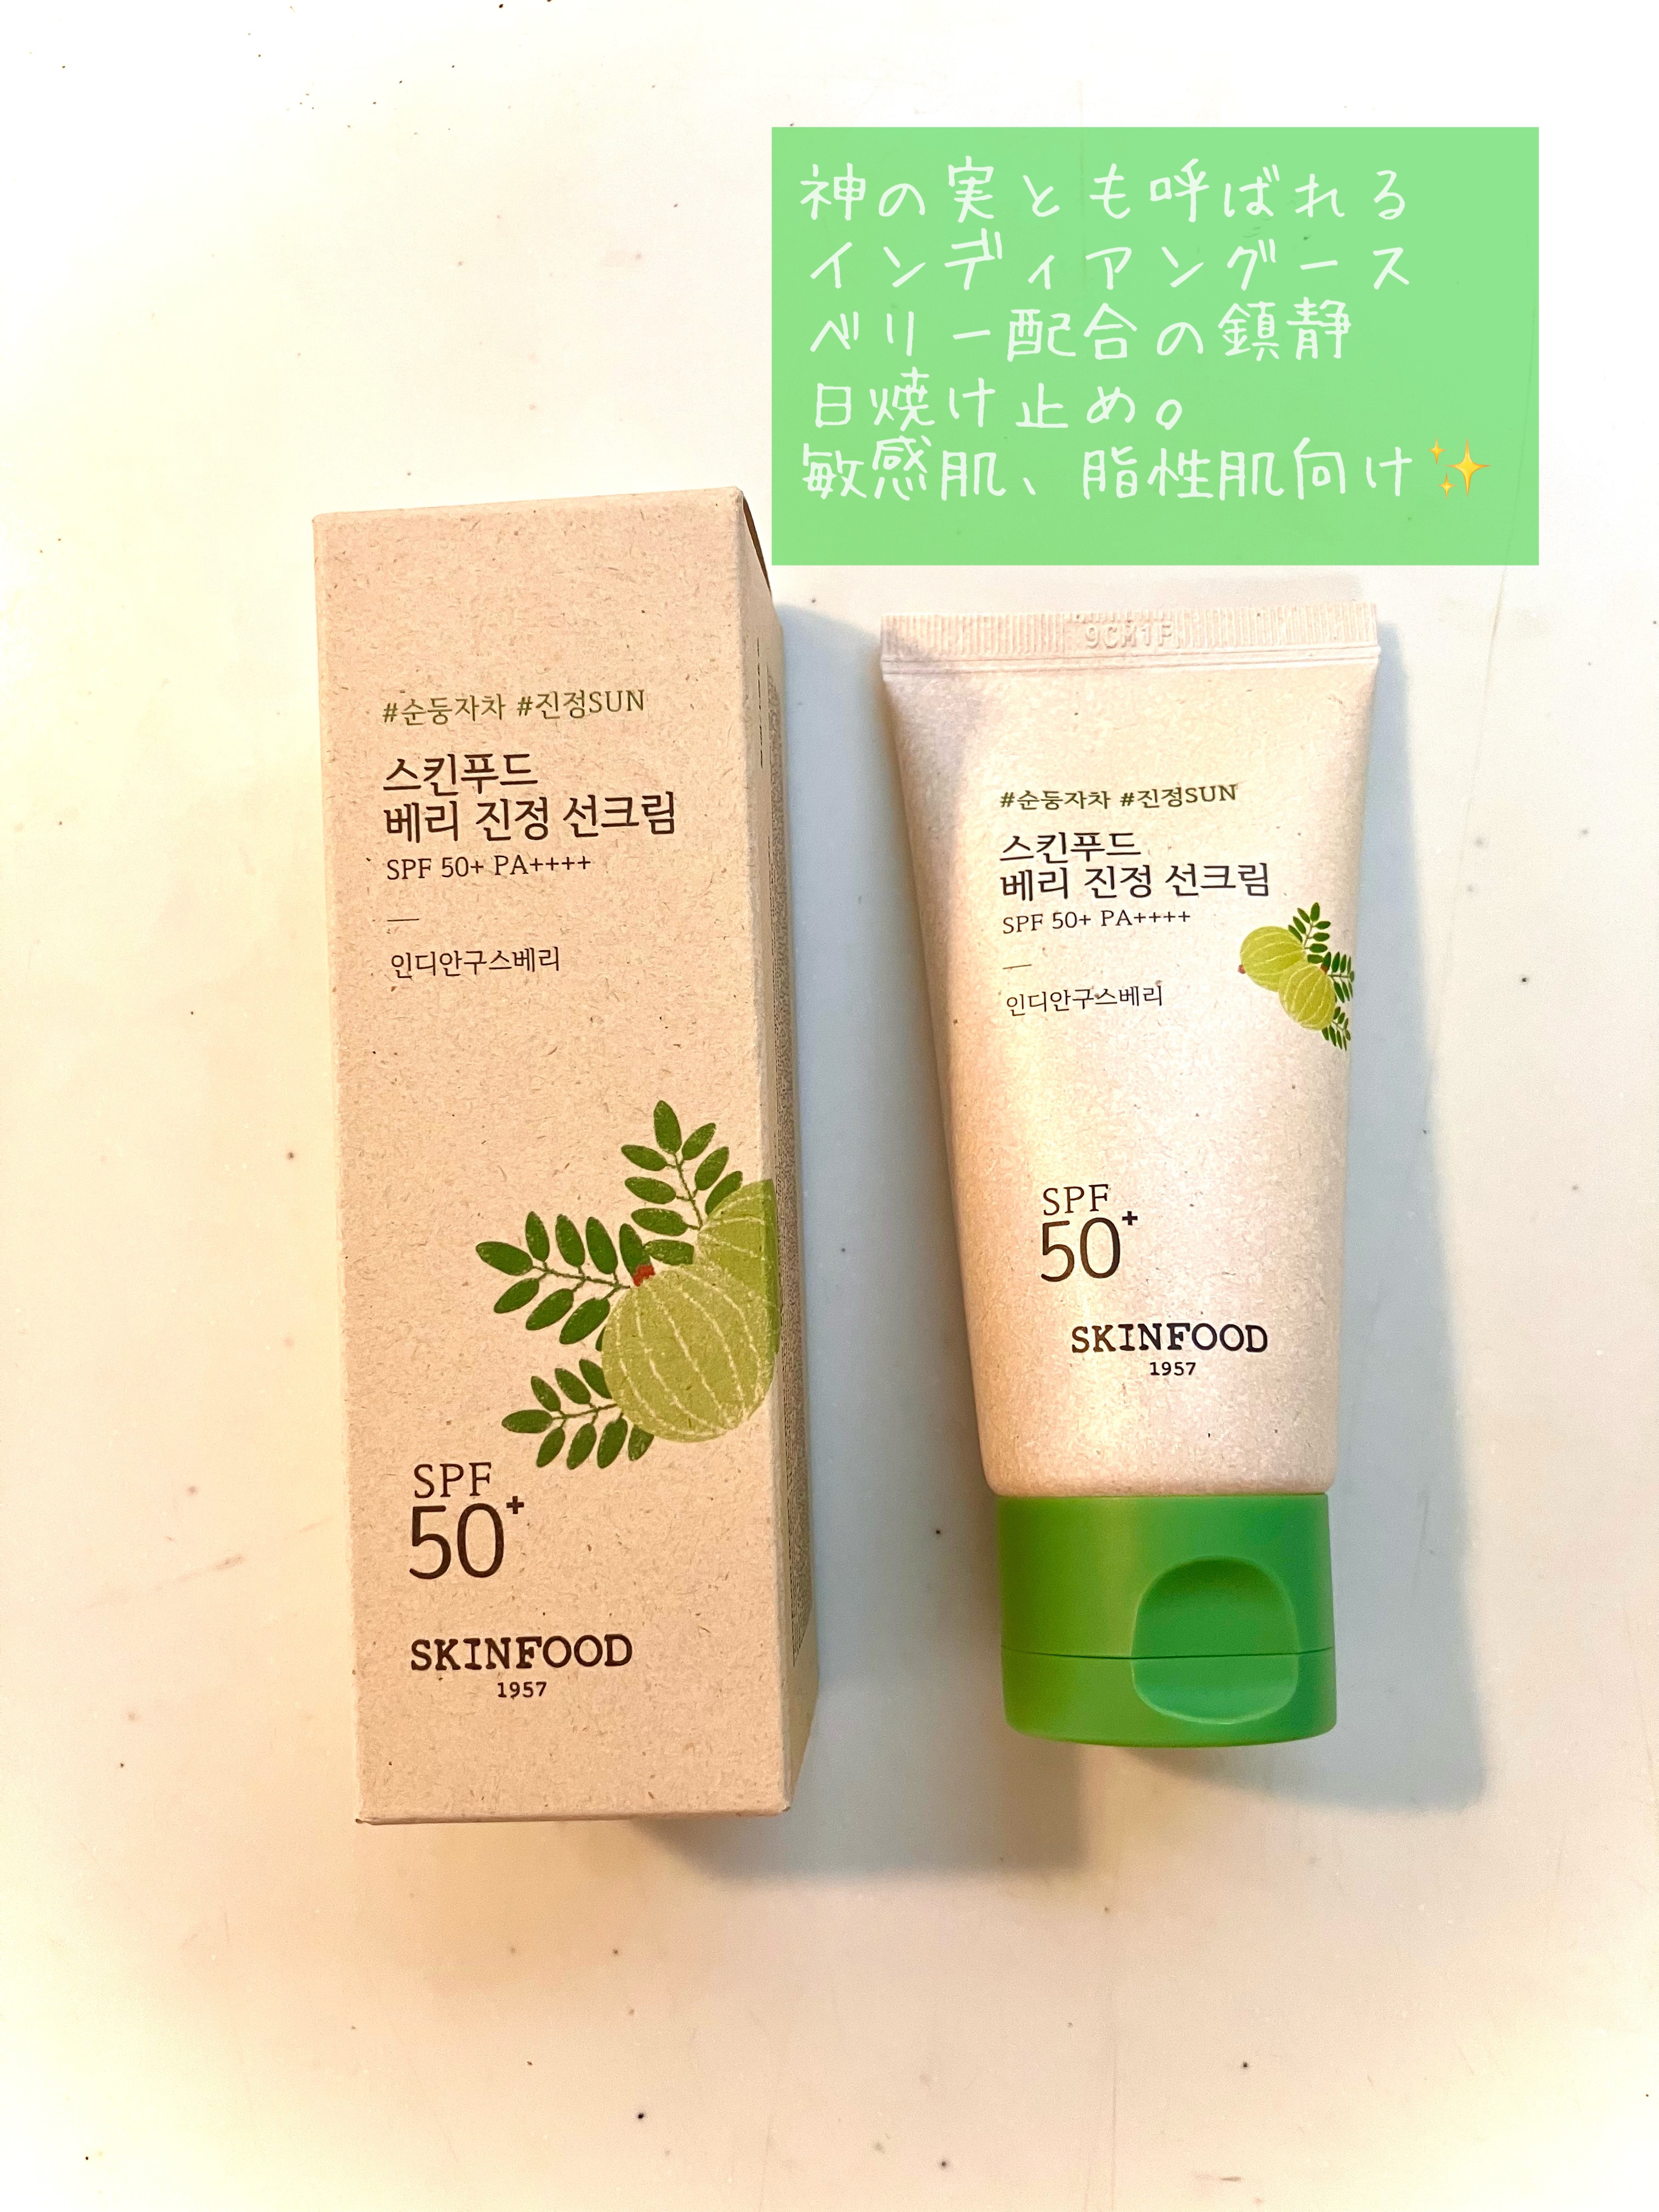 神の実とも呼ばれる
インディアングース
ベリー配合の鎮静
日焼け止め。
敏感肌、脂性肌向け✨
#순둥자차 #진정SUN
스킨푸드
베리 진정 선크림
SPF 50+ PA++++
인디안구스베리
SPF
50+
SKINFOOD
1957
9CM1F
#순둥자차 #진정SUN
스킨푸드
베리 진정 선크림
SPF 50+ PA++++
인디안구스베리
SPF
50+
SKINFOOD
1957